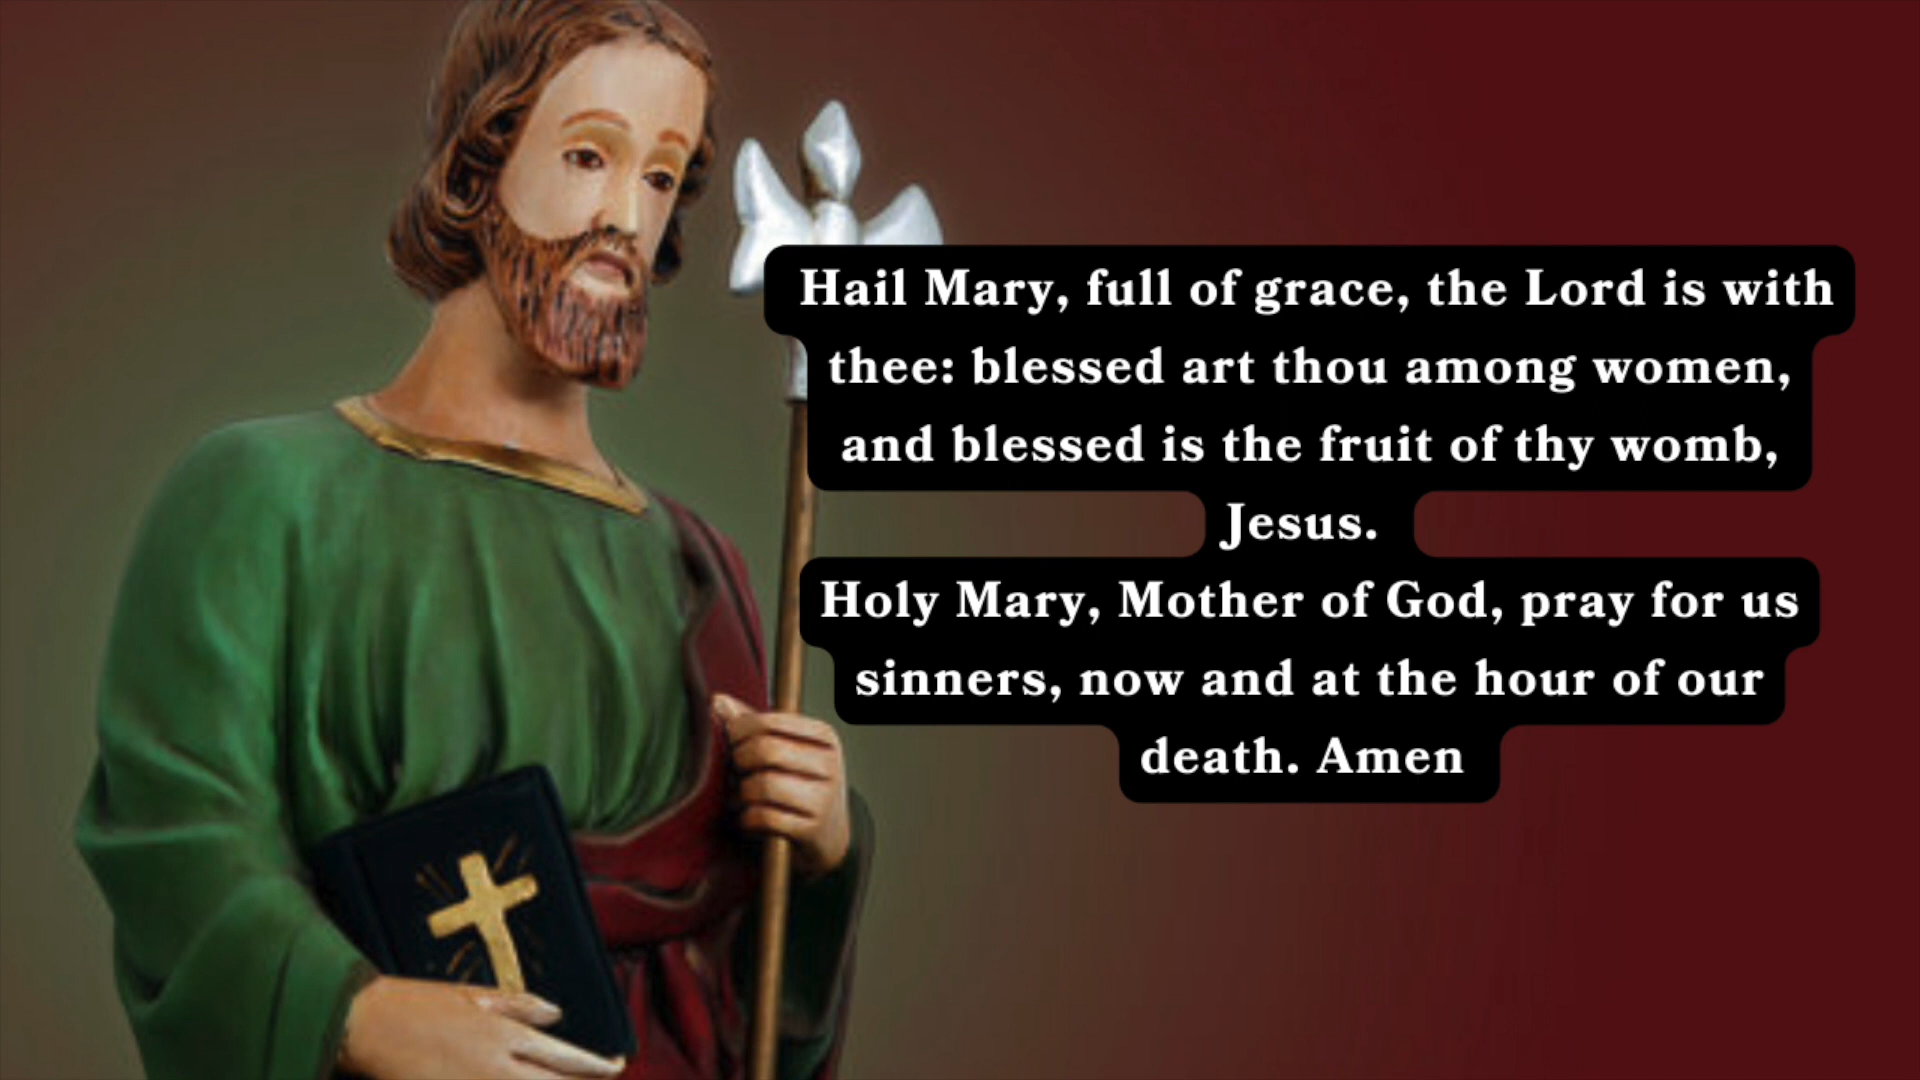 Hail Mary, full of grace, the Lord is with
thee: blessed art thou among women,
and blessed is the fruit of thy womb,
Jesus.
Holy Mary, Mother of God, pray for us
sinners, now and at the hour of our
death. Amen